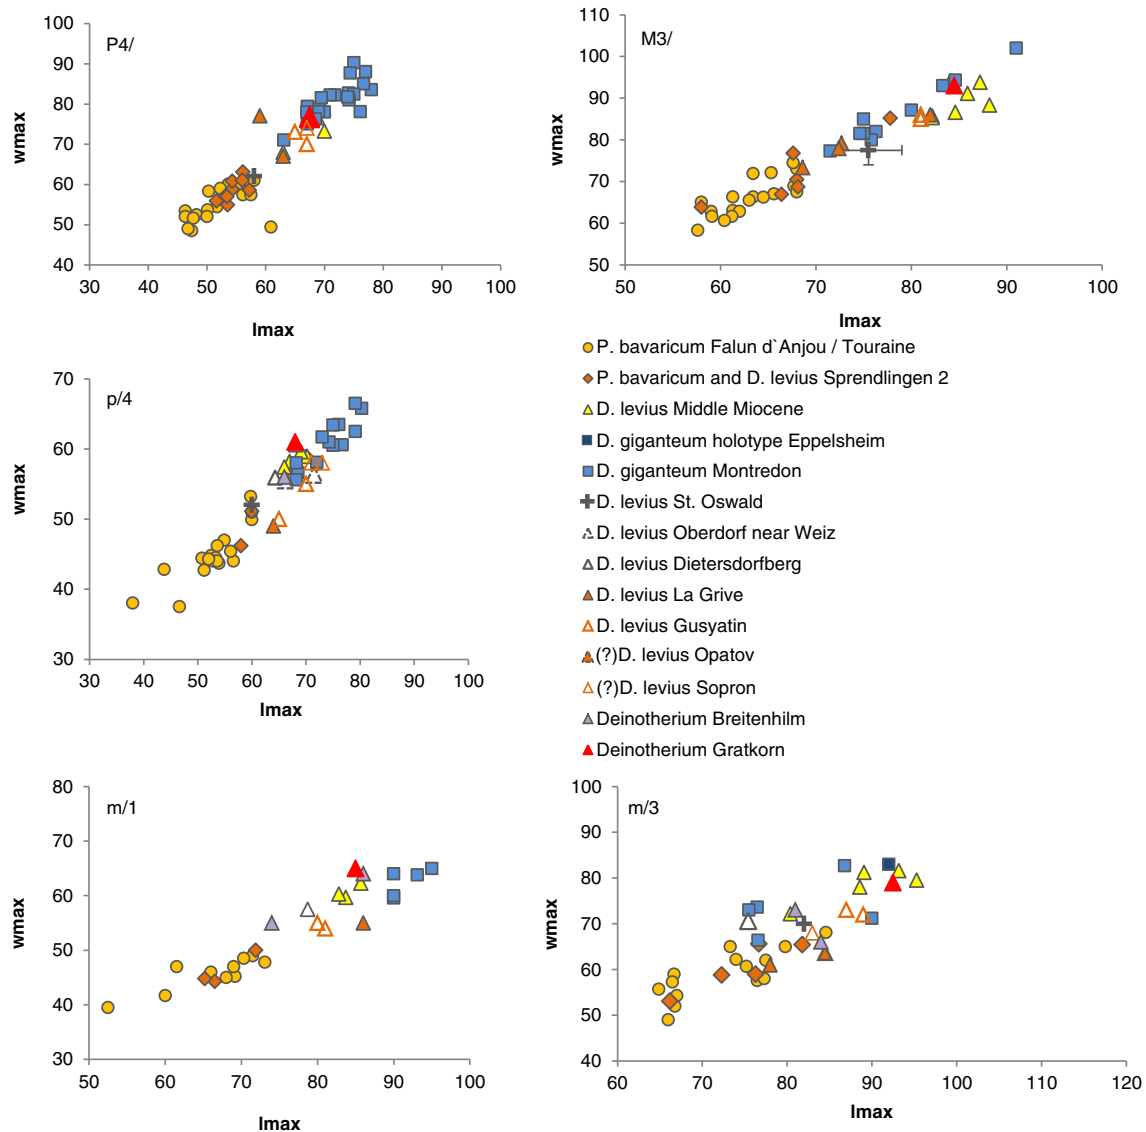 P4/
wmax
100
90
80
70
60
50
40
30 40 50 60 70 80 90 100
lmax
M3/
wmax
110
100
90
80
70
60
50
50 60 70 80 90 100
lmax
P. bavaricum Falun d`Anjou / Touraine
P. bavaricum and D. levius Sprendlingen 2
D. levius Middle Miocene
D. giganteum holotype Eppelsheim
D. giganteum Montredon
D. levius St. Oswald
D. levius Oberdorf near Weiz
D. levius Dietersdorfberg
D. levius La Grive
D. levius Gusyatin
(?)D. levius Opatov
(?)D. levius Sopron
Deinotherium Breitenhilm
Deinotherium Gratkorn
p/4
wmax
70
60
50
40
30
30 40 50 60 70 80 90 100
lmax
m/1
wmax
80
70
60
50
40
30
50 60 70 80 90 100
lmax
m/3
wmax
100
90
80
70
60
50
40
60 70 80 90 100 110 120
lmax